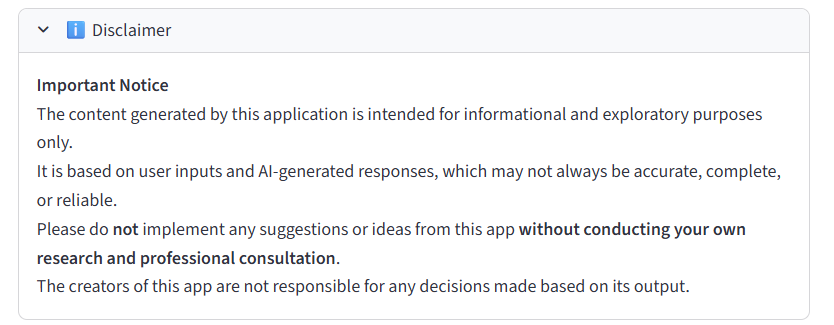 ℹ️ Disclaimer
Important Notice
The content generated by this application is intended for informational and exploratory purposes
only.
It is based on user inputs and AI-generated responses, which may not always be accurate, complete,
or reliable.
Please do not implement any suggestions or ideas from this app without conducting your own
research and professional consultation.
The creators of this app are not responsible for any decisions made based on its output.